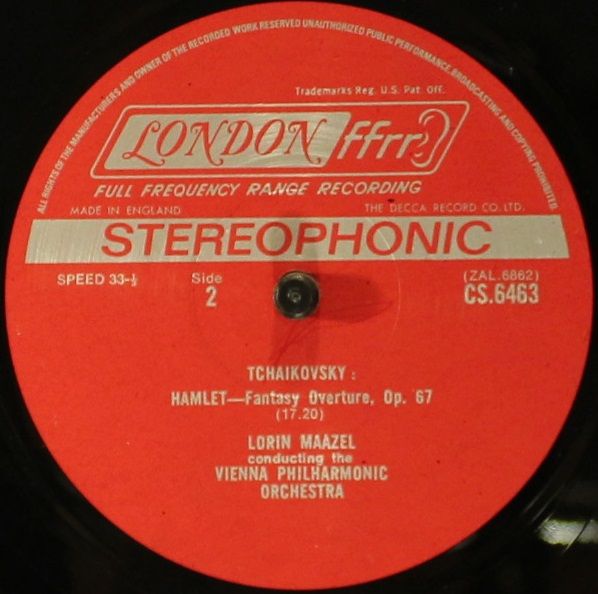 ALL RIGHTS OF THE MANUFACTURERS AND OWNER OF THE RECORDED WORK RESERVED UNAUTHORIZED PUBLIC PERFORMANCE, BROADCASTING AND COPYING PROHIBITED
Trademarks Reg. U.S. Pat. Off.
LONDON ffrr
FULL FREQUENCY RANGE RECORDING
MADE IN ENGLAND THE DECCA RECORD CO. LTD.
STEREOPHONIC
SPEED 33-⅓ Side (ZAL.6862)
2 CS.6463
TCHAIKOVSKY :
HAMLET—Fantasy Overture, Op. 67
(17.20)
LORIN MAAZEL
conducting the
VIENNA PHILHARMONIC
ORCHESTRA